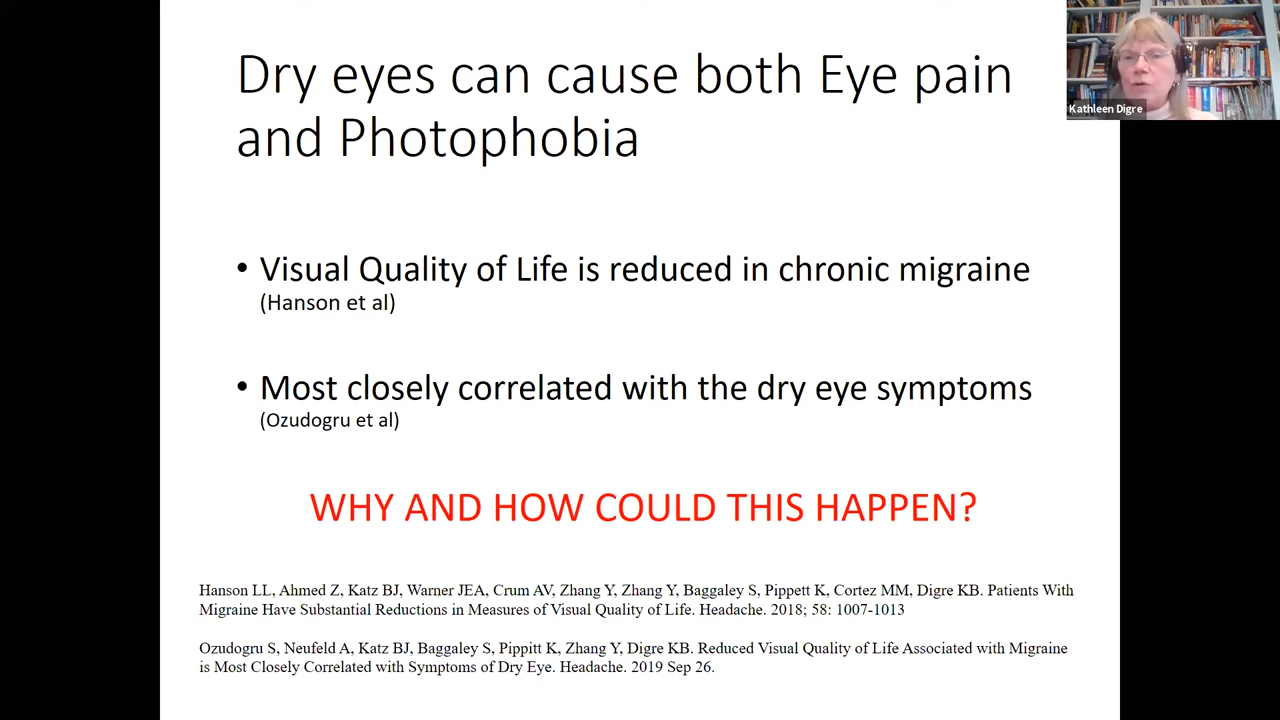 Dry eyes can cause both Eye pain
and Photophobia
Kathleen Digre
• Visual Quality of Life is reduced in chronic migraine
(Hanson et al)
• Most closely correlated with the dry eye symptoms
(Ozudogru et al)
WHY AND HOW COULD THIS HAPPEN?
Hanson LL, Ahmed Z, Katz BJ, Warner JEA, Crum AV, Zhang Y, Zhang Y, Baggaley S, Pippett K, Cortez MM, Digre KB. Patients With
Migraine Have Substantial Reductions in Measures of Visual Quality of Life. Headache. 2018; 58: 1007-1013
Ozudogru S, Neufeld A, Katz BJ, Baggaley S, Pippitt K, Zhang Y, Digre KB. Reduced Visual Quality of Life Associated with Migraine
is Most Closely Correlated with Symptoms of Dry Eye. Headache. 2019 Sep 26.